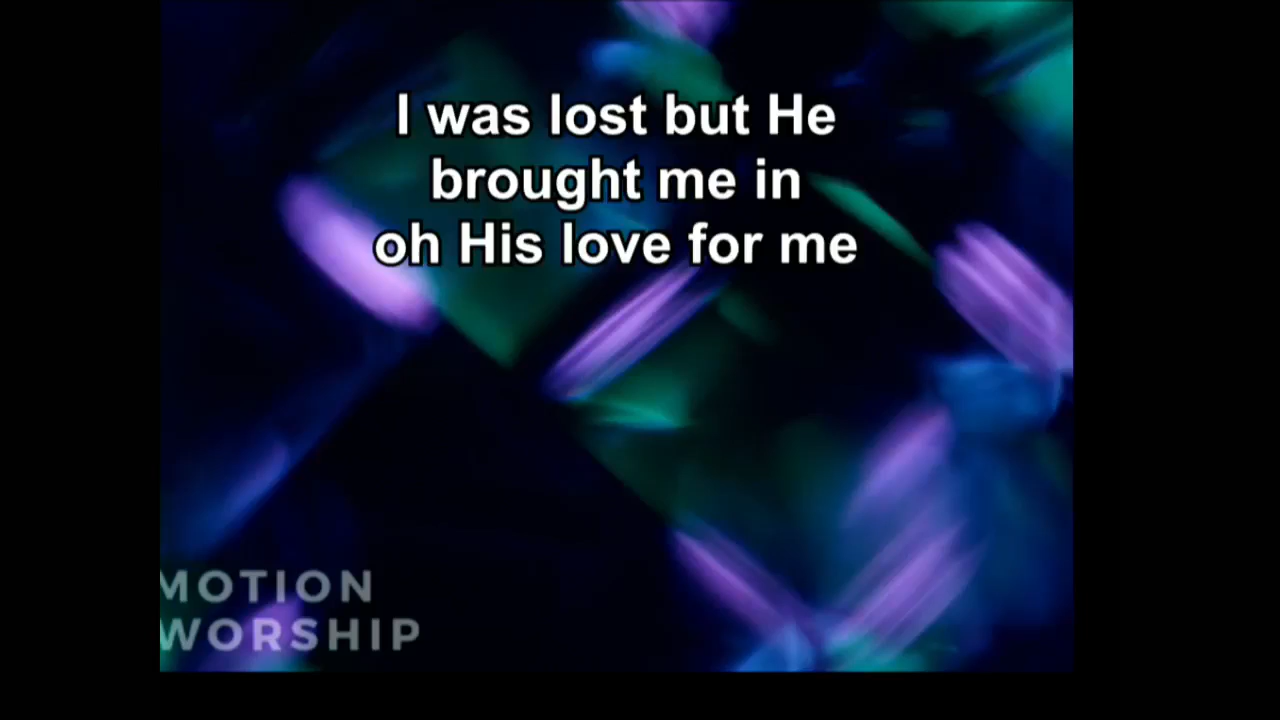 I was lost but He
brought me in
oh His love for me
MOTION
WORSHIP